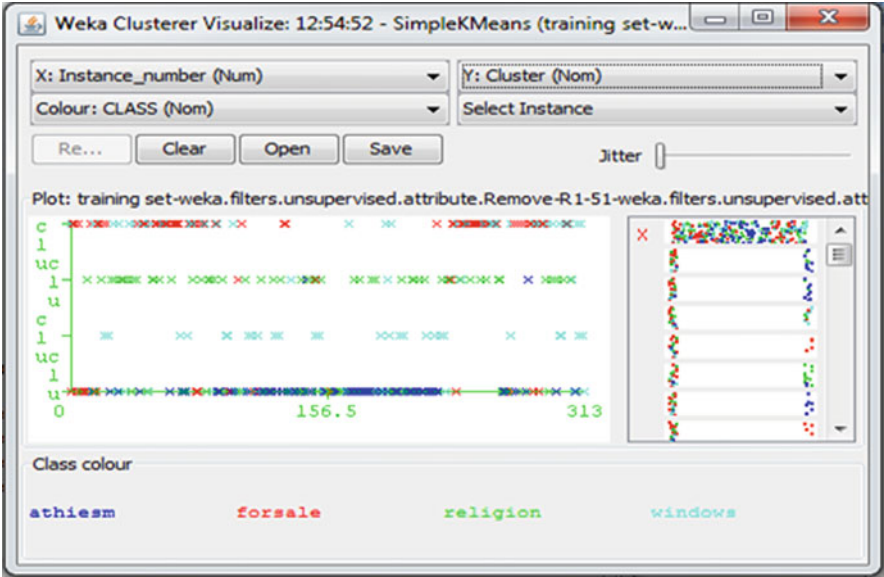 Weka Clusterer Visualize: 12:54:52 - SimpleKMeans (training set-w...
X: Instance_number (Num)
Y: Cluster (Nom)
Colour: CLASS (Nom)
Select Instance
Re...
Clear
Open
Save
Jitter
Plot: training set-weka.filters.unsupervised.attribute.Remove-R1-51-weka.filters.unsupervised.att
c
l
uc
l
u
c
l
uc
l
u
0
156.5
313
X
Class colour
athiesm
forsale
religion
windows